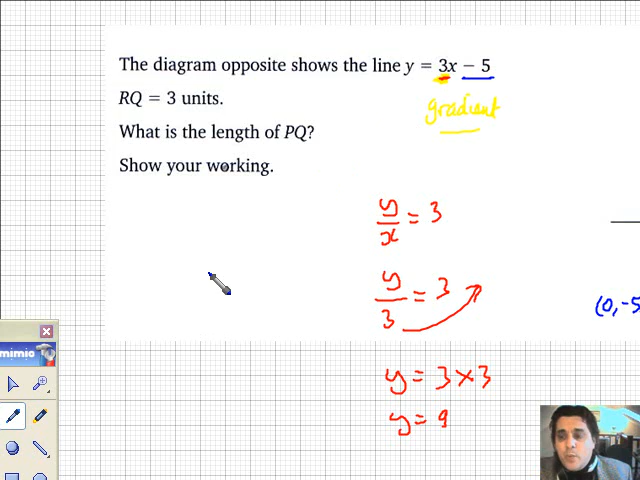 The diagram opposite shows the line y = 3x − 5
RQ = 3 units.
gradient
What is the length of PQ?
Show your working.
y/x = 3
y/3 = 3
(0,-5
y = 3 × 3
y = 9
mimio